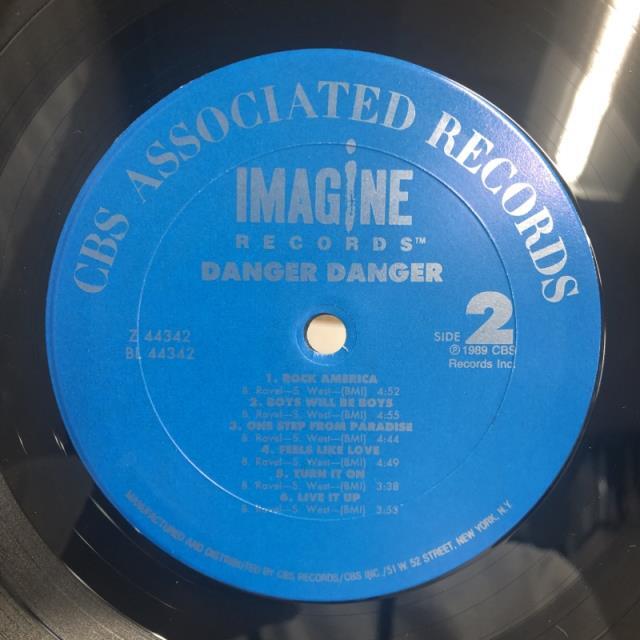 CBS ASSOCIATED RECORDS
IMAGINE
RECORDS™
DANGER DANGER
Z 44342
BL 44342
SIDE 2
℗ 1989 CBS
Records Inc.
1. ROCK AMERICA
B. Ravel—S. West—(BMI) 4:52
2. BOYS WILL BE BOYS
B. Ravel—S. West—(BMI) 4:55
3. ONE STEP FROM PARADISE
B. Ravel—S. West—(BMI) 4:44
4. FEELS LIKE LOVE
B. Ravel—S. West—(BMI) 4:49
5. TURN IT ON
B. Ravel—S. West—(BMI) 3:38
6. LIVE IT UP
B. Ravel—S. West—(BMI) 3:53
MANUFACTURED AND DISTRIBUTED BY CBS RECORDS/CBS INC./51 W 52 STREET, NEW YORK, N.Y.